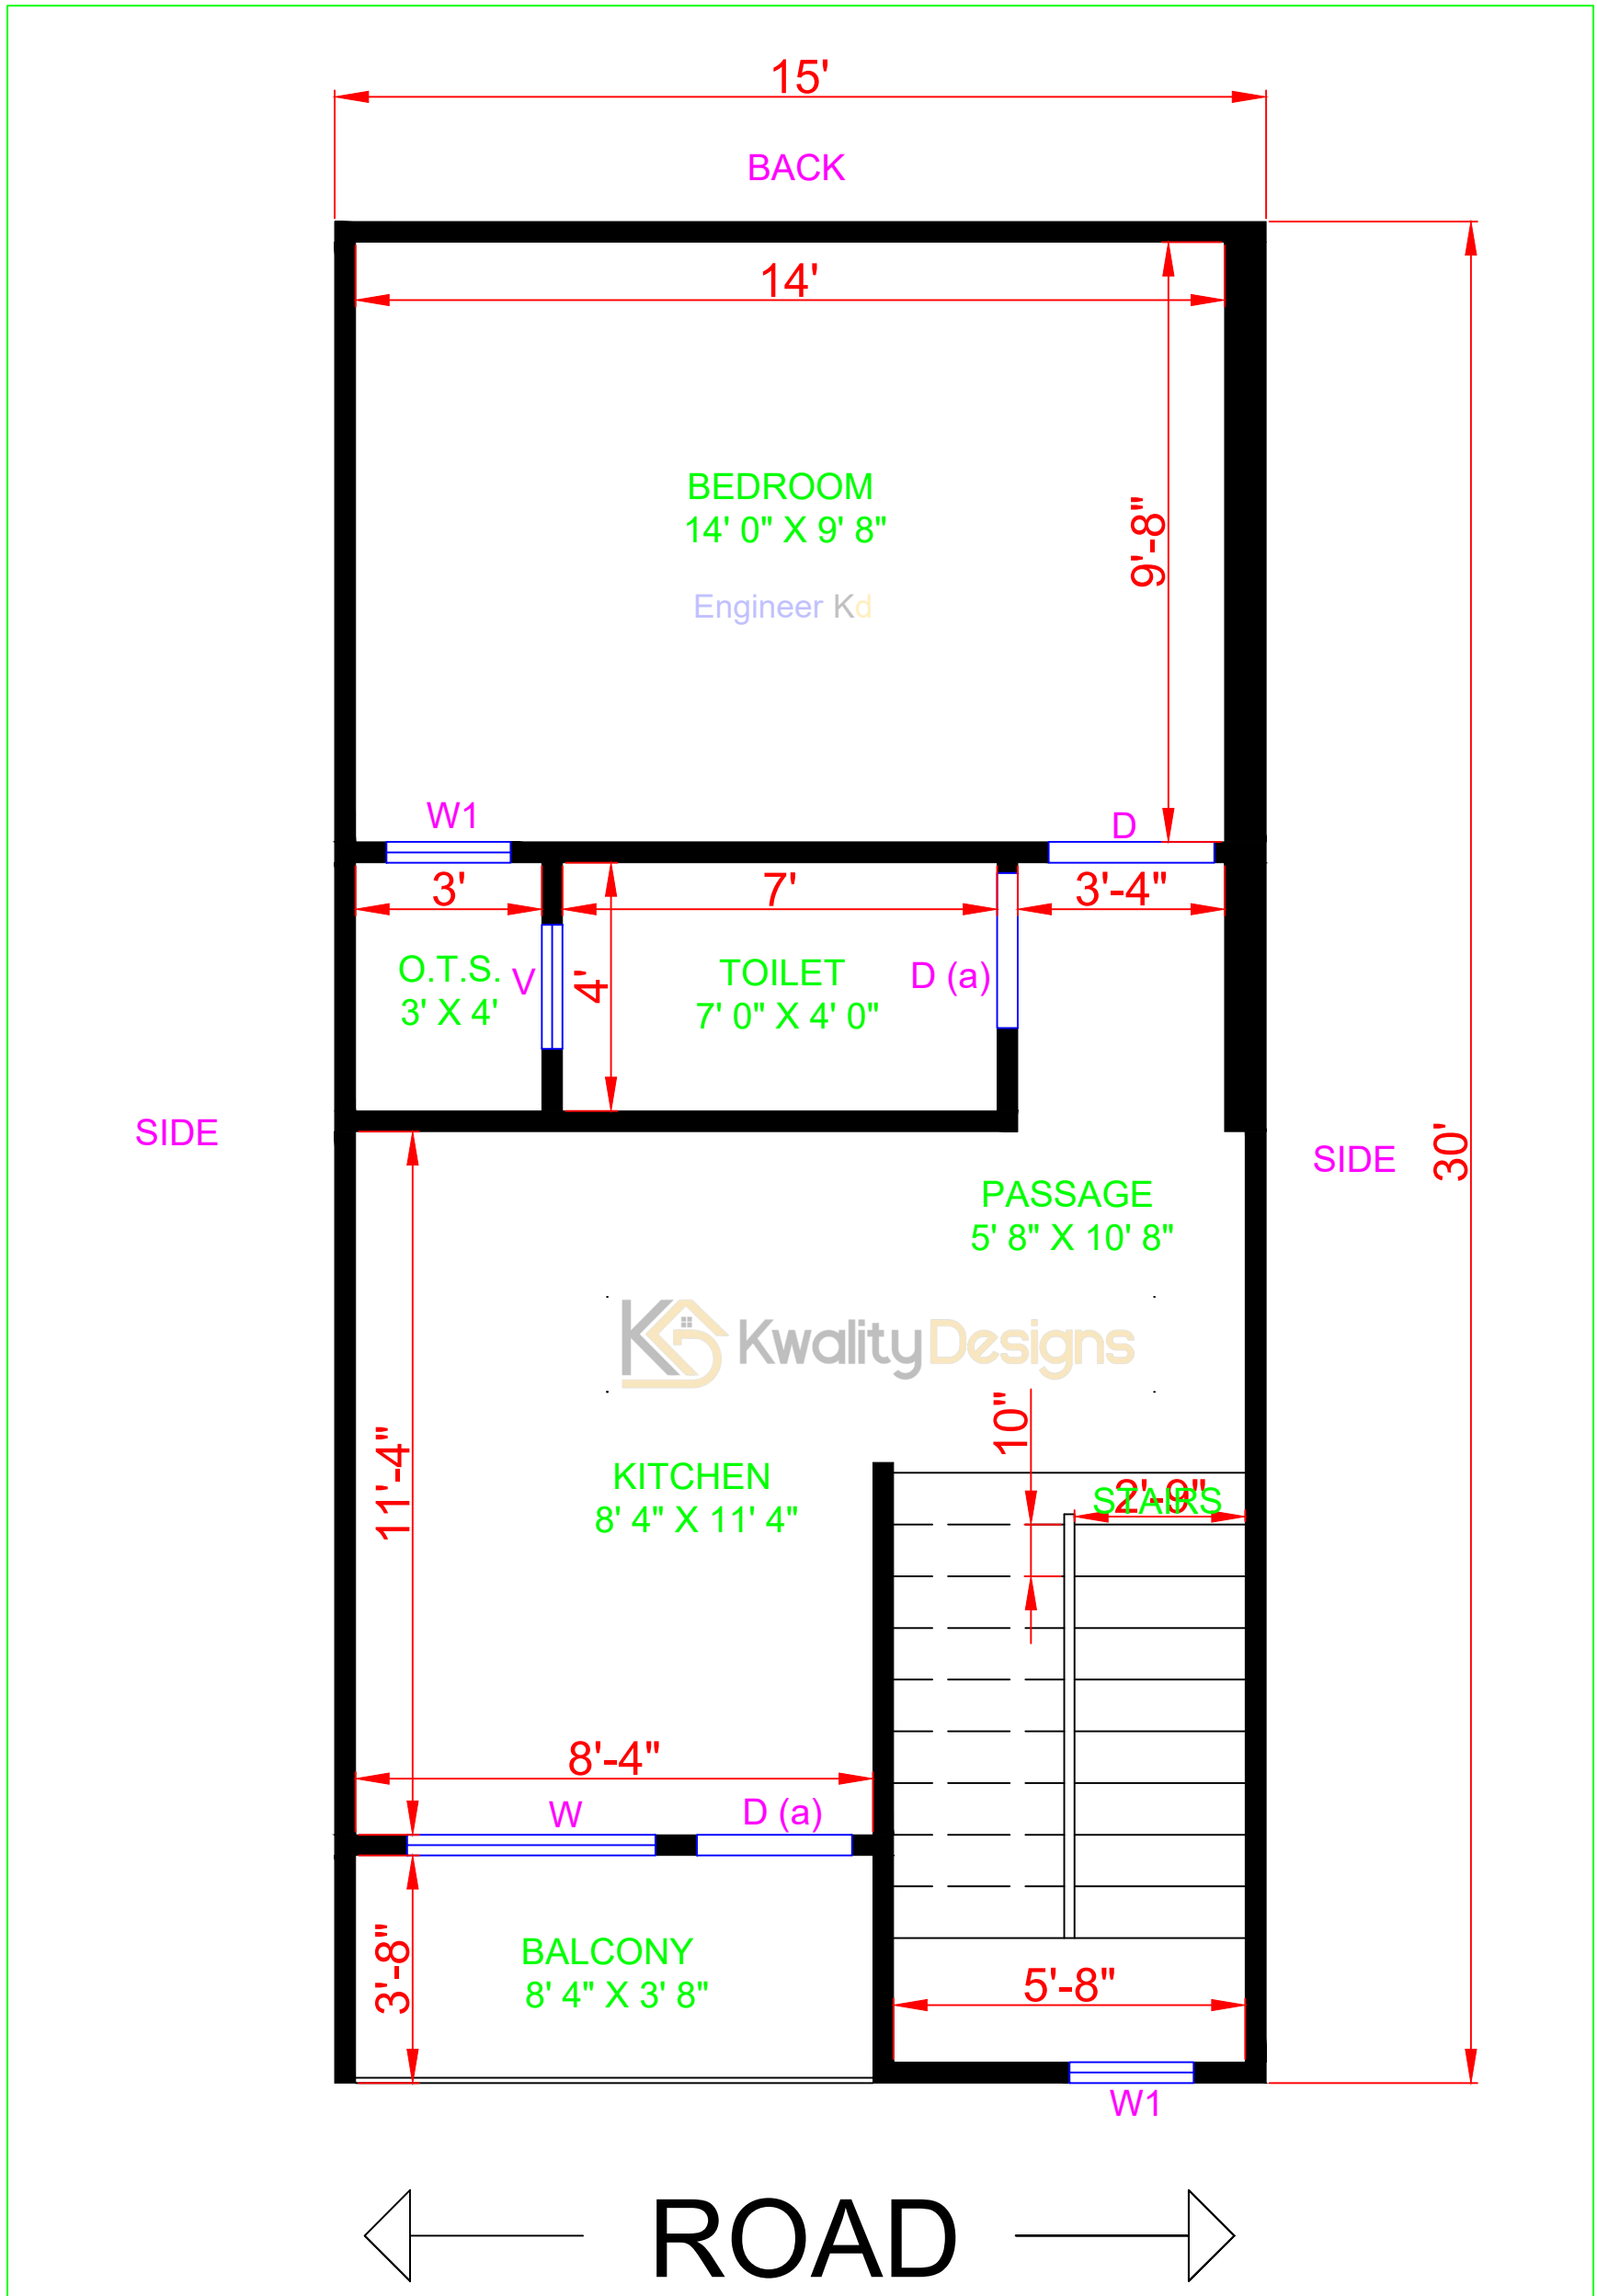 15'
BACK
14'
BEDROOM
14' 0" X 9' 8"
9'-8"
Engineer Kd
W1
D
3'
7'
3'-4"
O.T.S.
3' X 4'
V
4'
TOILET
7' 0" X 4' 0"
D (a)
SIDE
SIDE
30'
PASSAGE
5' 8" X 10' 8"
KwalityDesigns
10"
11'-4"
KITCHEN
8' 4" X 11' 4"
2'-9"
STAIRS
8'-4"
W
D (a)
BALCONY
8' 4" X 3' 8"
3'-8"
5'-8"
W1
ROAD